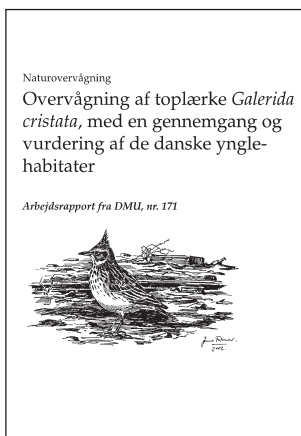 Naturovervågning
Overvågning af toplærke Galerida
cristata, med en gennemgang og
vurdering af de danske yngle-
habitater
Arbejdsrapport fra DMU, nr. 171
2002.